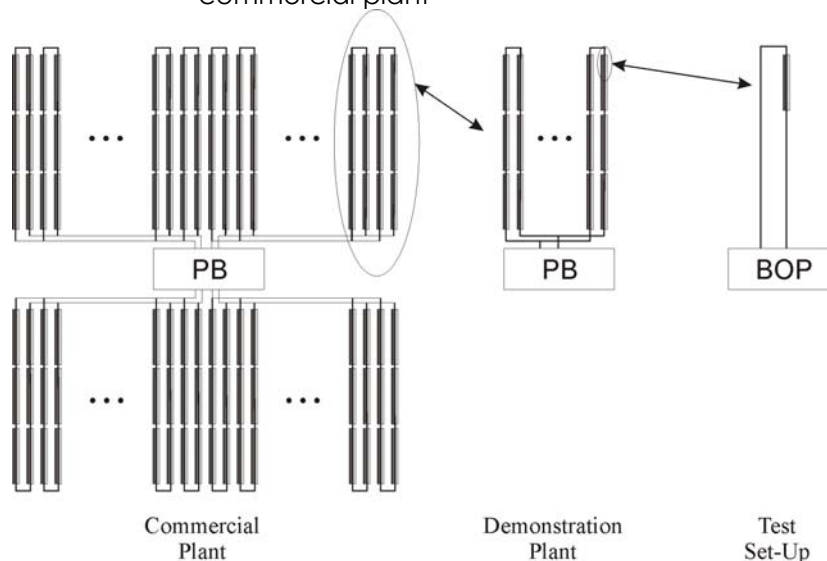 commercial plant
PB
PB
BOP
Commercial
Plant
Demonstration
Plant
Test
Set-Up